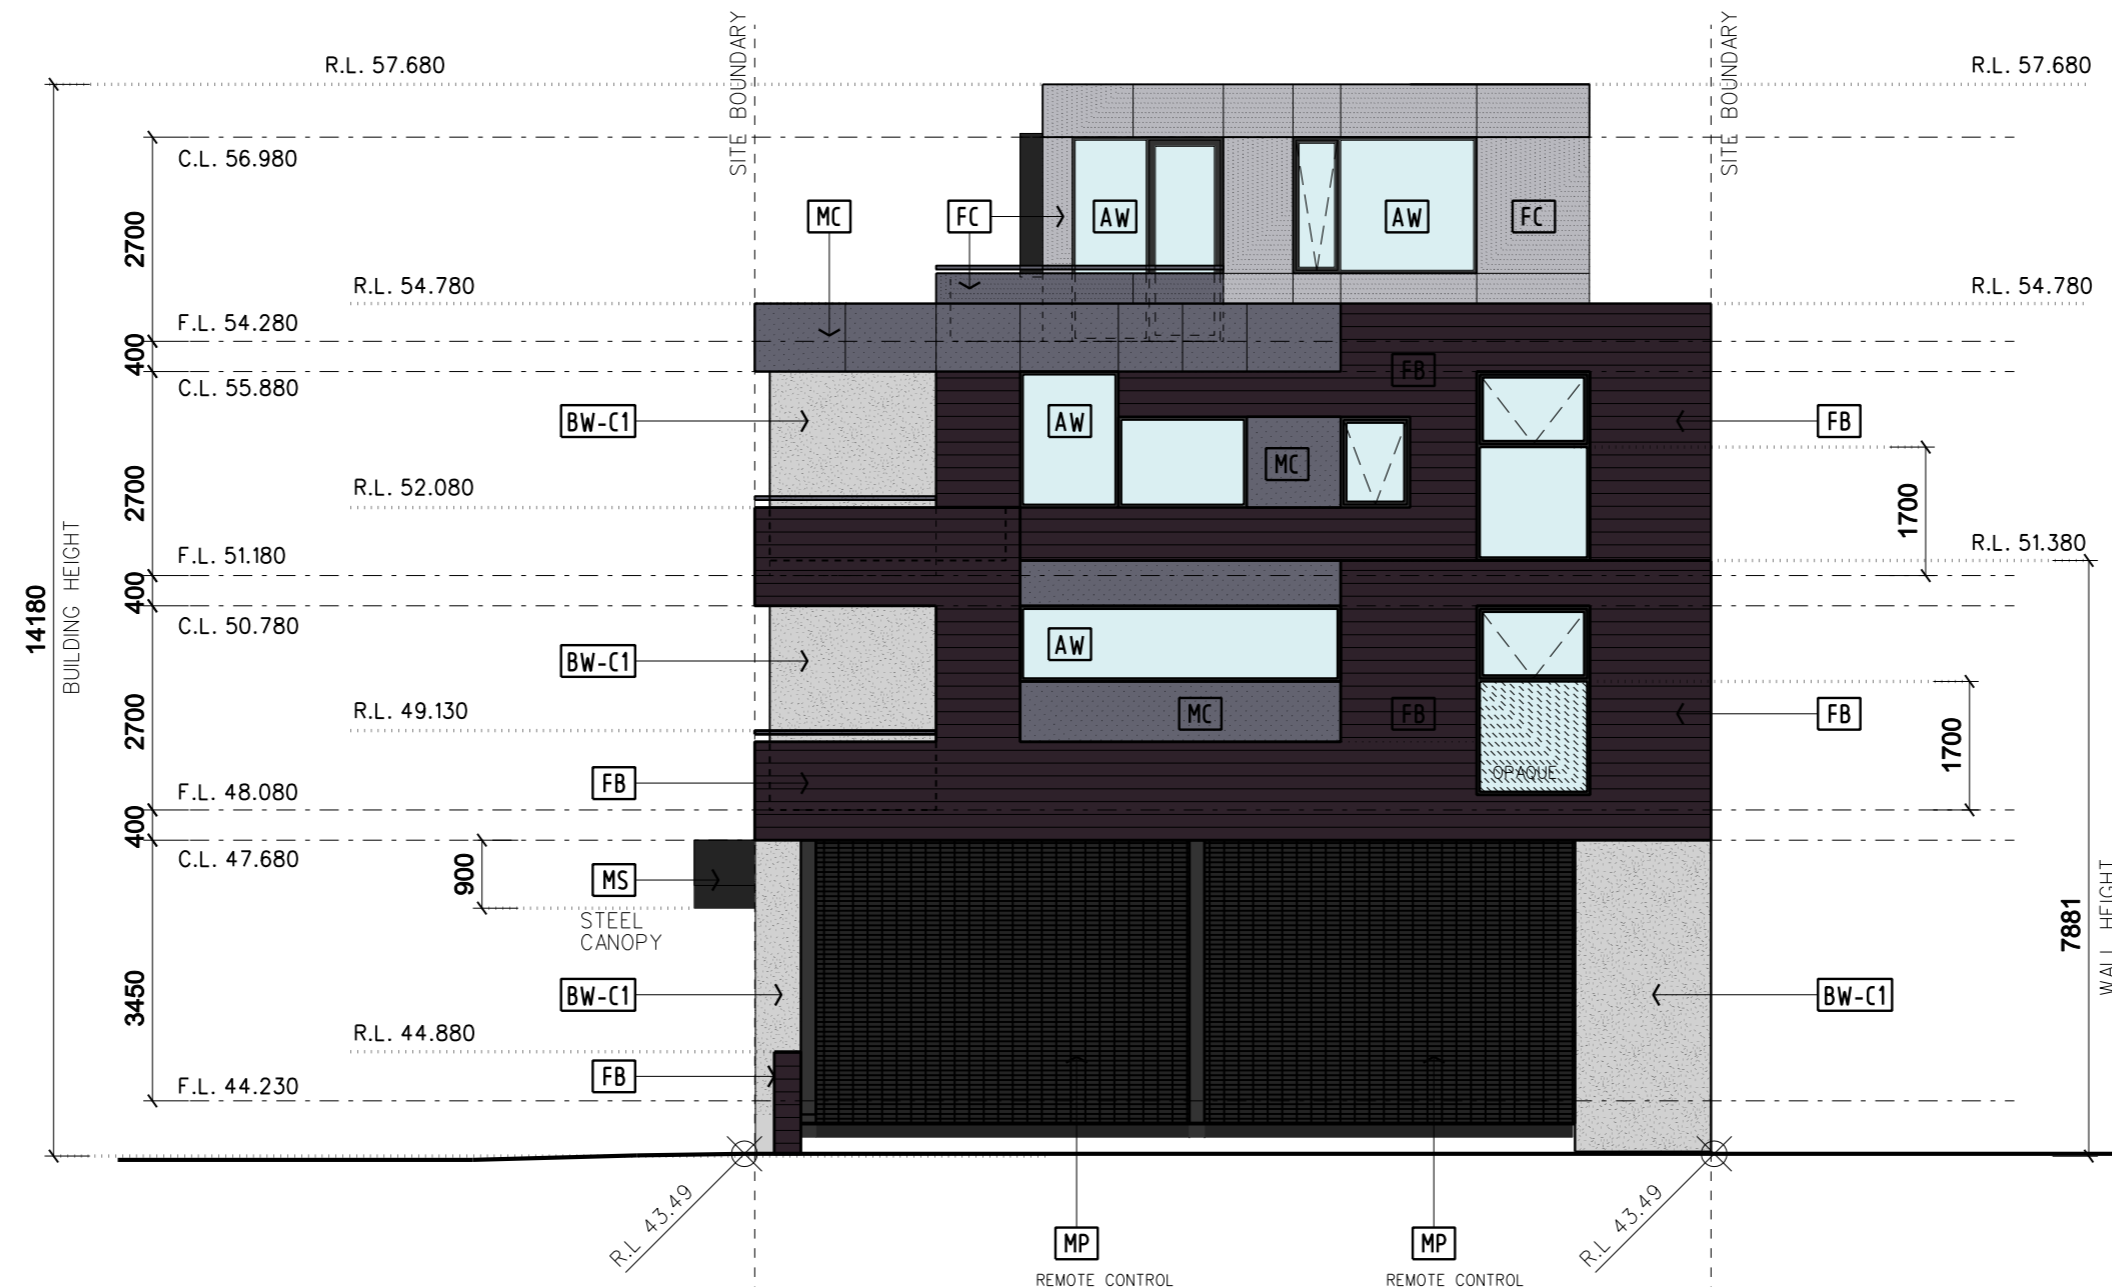 SITE BOUNDARY
SITE BOUNDARY
R.L. 57.680
R.L. 57.680
C.L. 56.980
2700
MC
FC
AW
AW
FC
R.L. 54.780
R.L. 54.780
F.L. 54.280
400
C.L. 55.880
FB
BW-C1
AW
MC
FB
2700
R.L. 52.080
1700
F.L. 51.180
R.L. 51.380
400
C.L. 50.780
14180
BUILDING HEIGHT
BW-C1
AW
MC
FB
FB
R.L. 49.130
2700
1700
OPAQUE
FB
F.L. 48.080
400
C.L. 47.680
900
MS
STEEL
CANOPY
7881
WALL HEIGHT
3450
BW-C1
BW-C1
R.L. 44.880
FB
F.L. 44.230
R.L 43.49
R.L 43.49
MP
MP
REMOTE CONTROL
REMOTE CONTROL